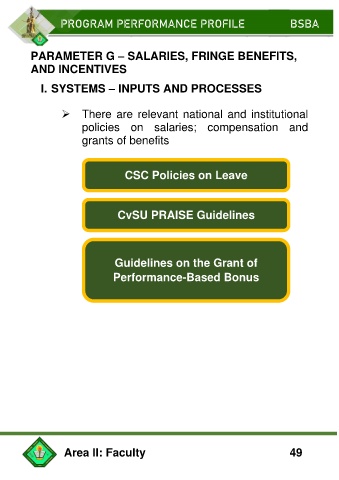 PROGRAM PERFORMANCE PROFILE BSBA
PARAMETER G – SALARIES, FRINGE BENEFITS,
AND INCENTIVES
I. SYSTEMS – INPUTS AND PROCESSES
➢ There are relevant national and institutional
policies on salaries; compensation and
grants of benefits
CSC Policies on Leave
CvSU PRAISE Guidelines
Guidelines on the Grant of
Performance-Based Bonus
Area II: Faculty 49